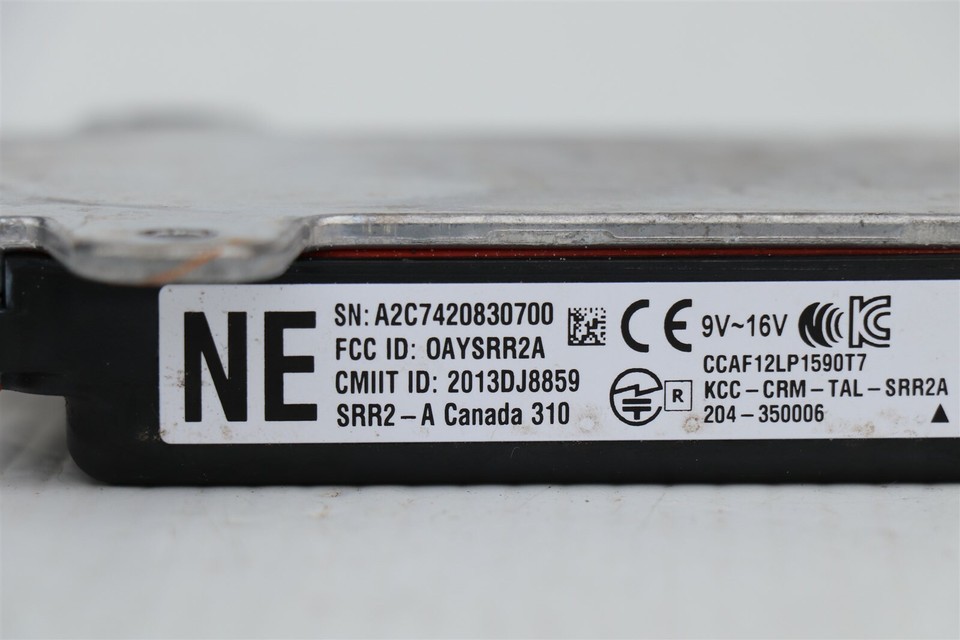 NE
SN: A2C7420830700
FCC ID: OAYSRR2A
CMIIT ID: 2013DJ8859
SRR2-A Canada 310
CE 9V~16V
CCAF12LP1590T7
R KCC-CRM-TAL-SRR2A
204-350006